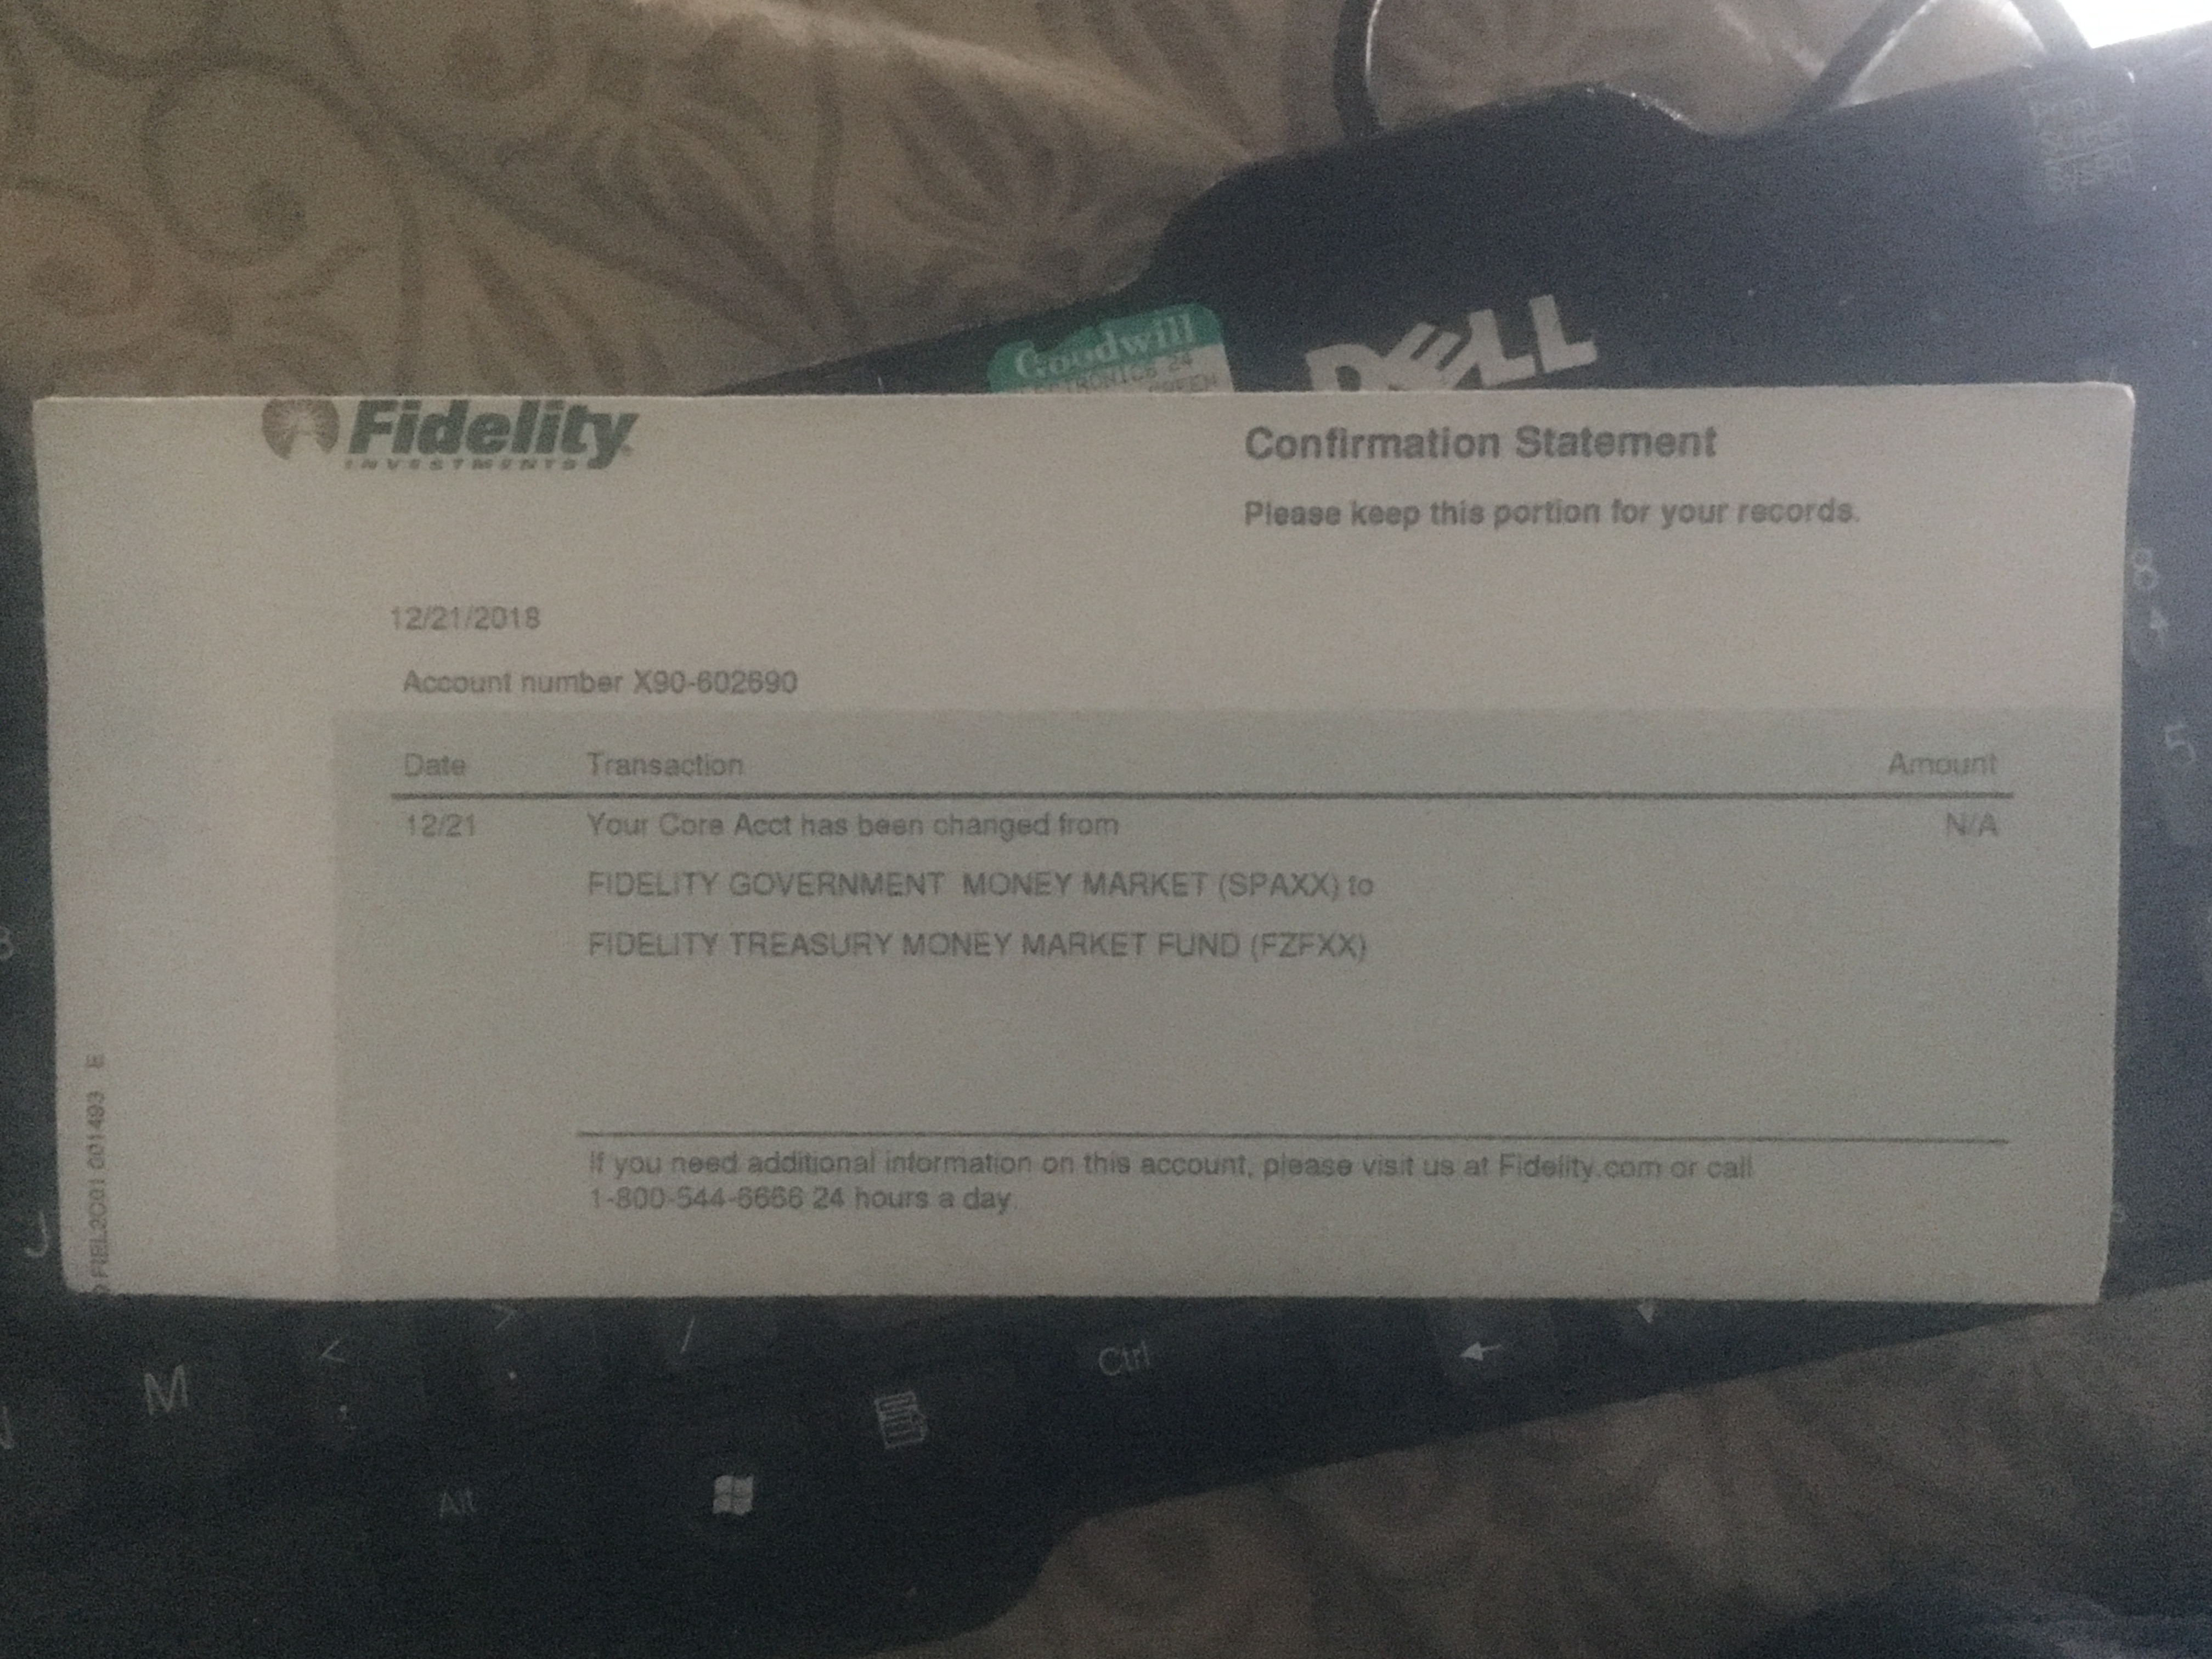 Fidelity
INVESTMENTS
Confirmation Statement
Please keep this portion for your records.
12/21/2018
Account number X90-602690
Date Transaction Amount
12/21 Your Core Acct has been changed from N/A
FIDELITY GOVERNMENT MONEY MARKET (SPAXX) to
FIDELITY TREASURY MONEY MARKET FUND (FZFXX)
If you need additional information on this account, please visit us at Fidelity.com or call
1-800-544-6666 24 hours a day.
FIEL2C01 001493 E
Goodwill
DELL
J
M
Alt
Ctrl
8
5